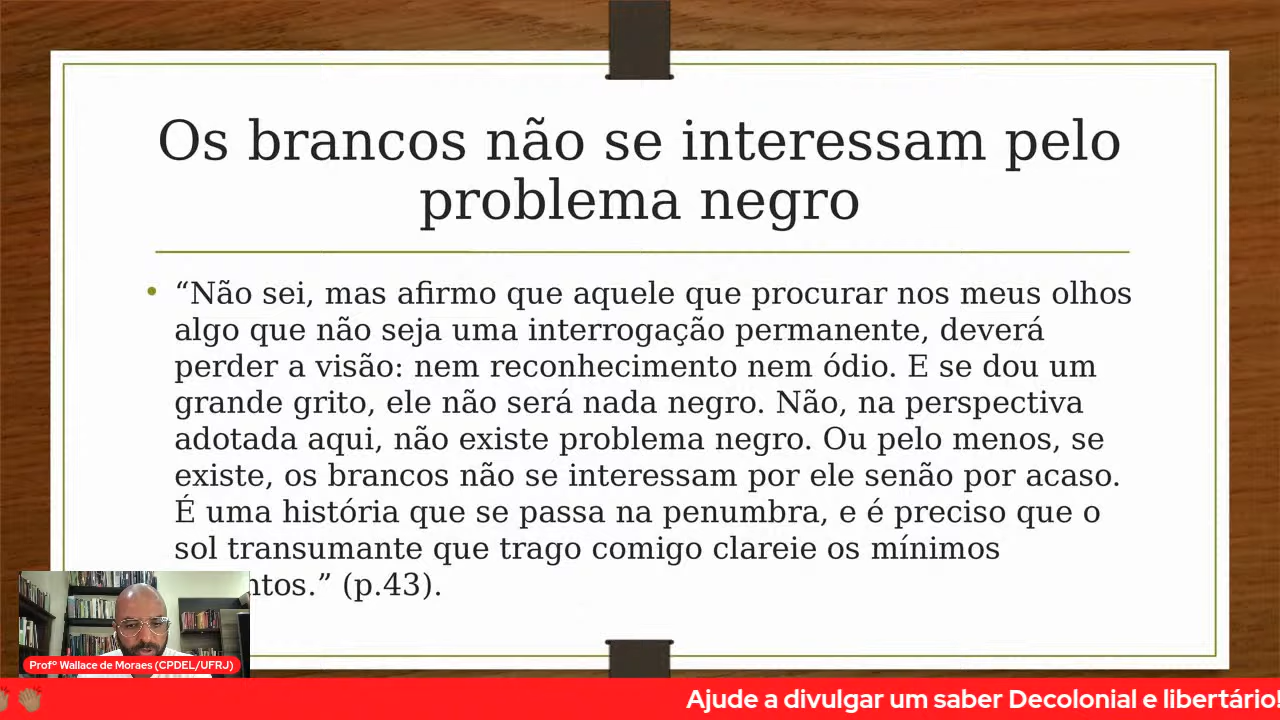 Os brancos não se interessam pelo
problema negro
• “Não sei, mas afirmo que aquele que procurar nos meus olhos
algo que não seja uma interrogação permanente, deverá
perder a visão: nem reconhecimento nem ódio. E se dou um
grande grito, ele não será nada negro. Não, na perspectiva
adotada aqui, não existe problema negro. Ou pelo menos, se
existe, os brancos não se interessam por ele senão por acaso.
É uma história que se passa na penumbra, e é preciso que o
sol transumante que trago comigo clareie os mínimos
ntos.” (p.43).
Profº Wallace de Moraes (CPDEL/UFRJ)
Ajude a divulgar um saber Decolonial e libertário!